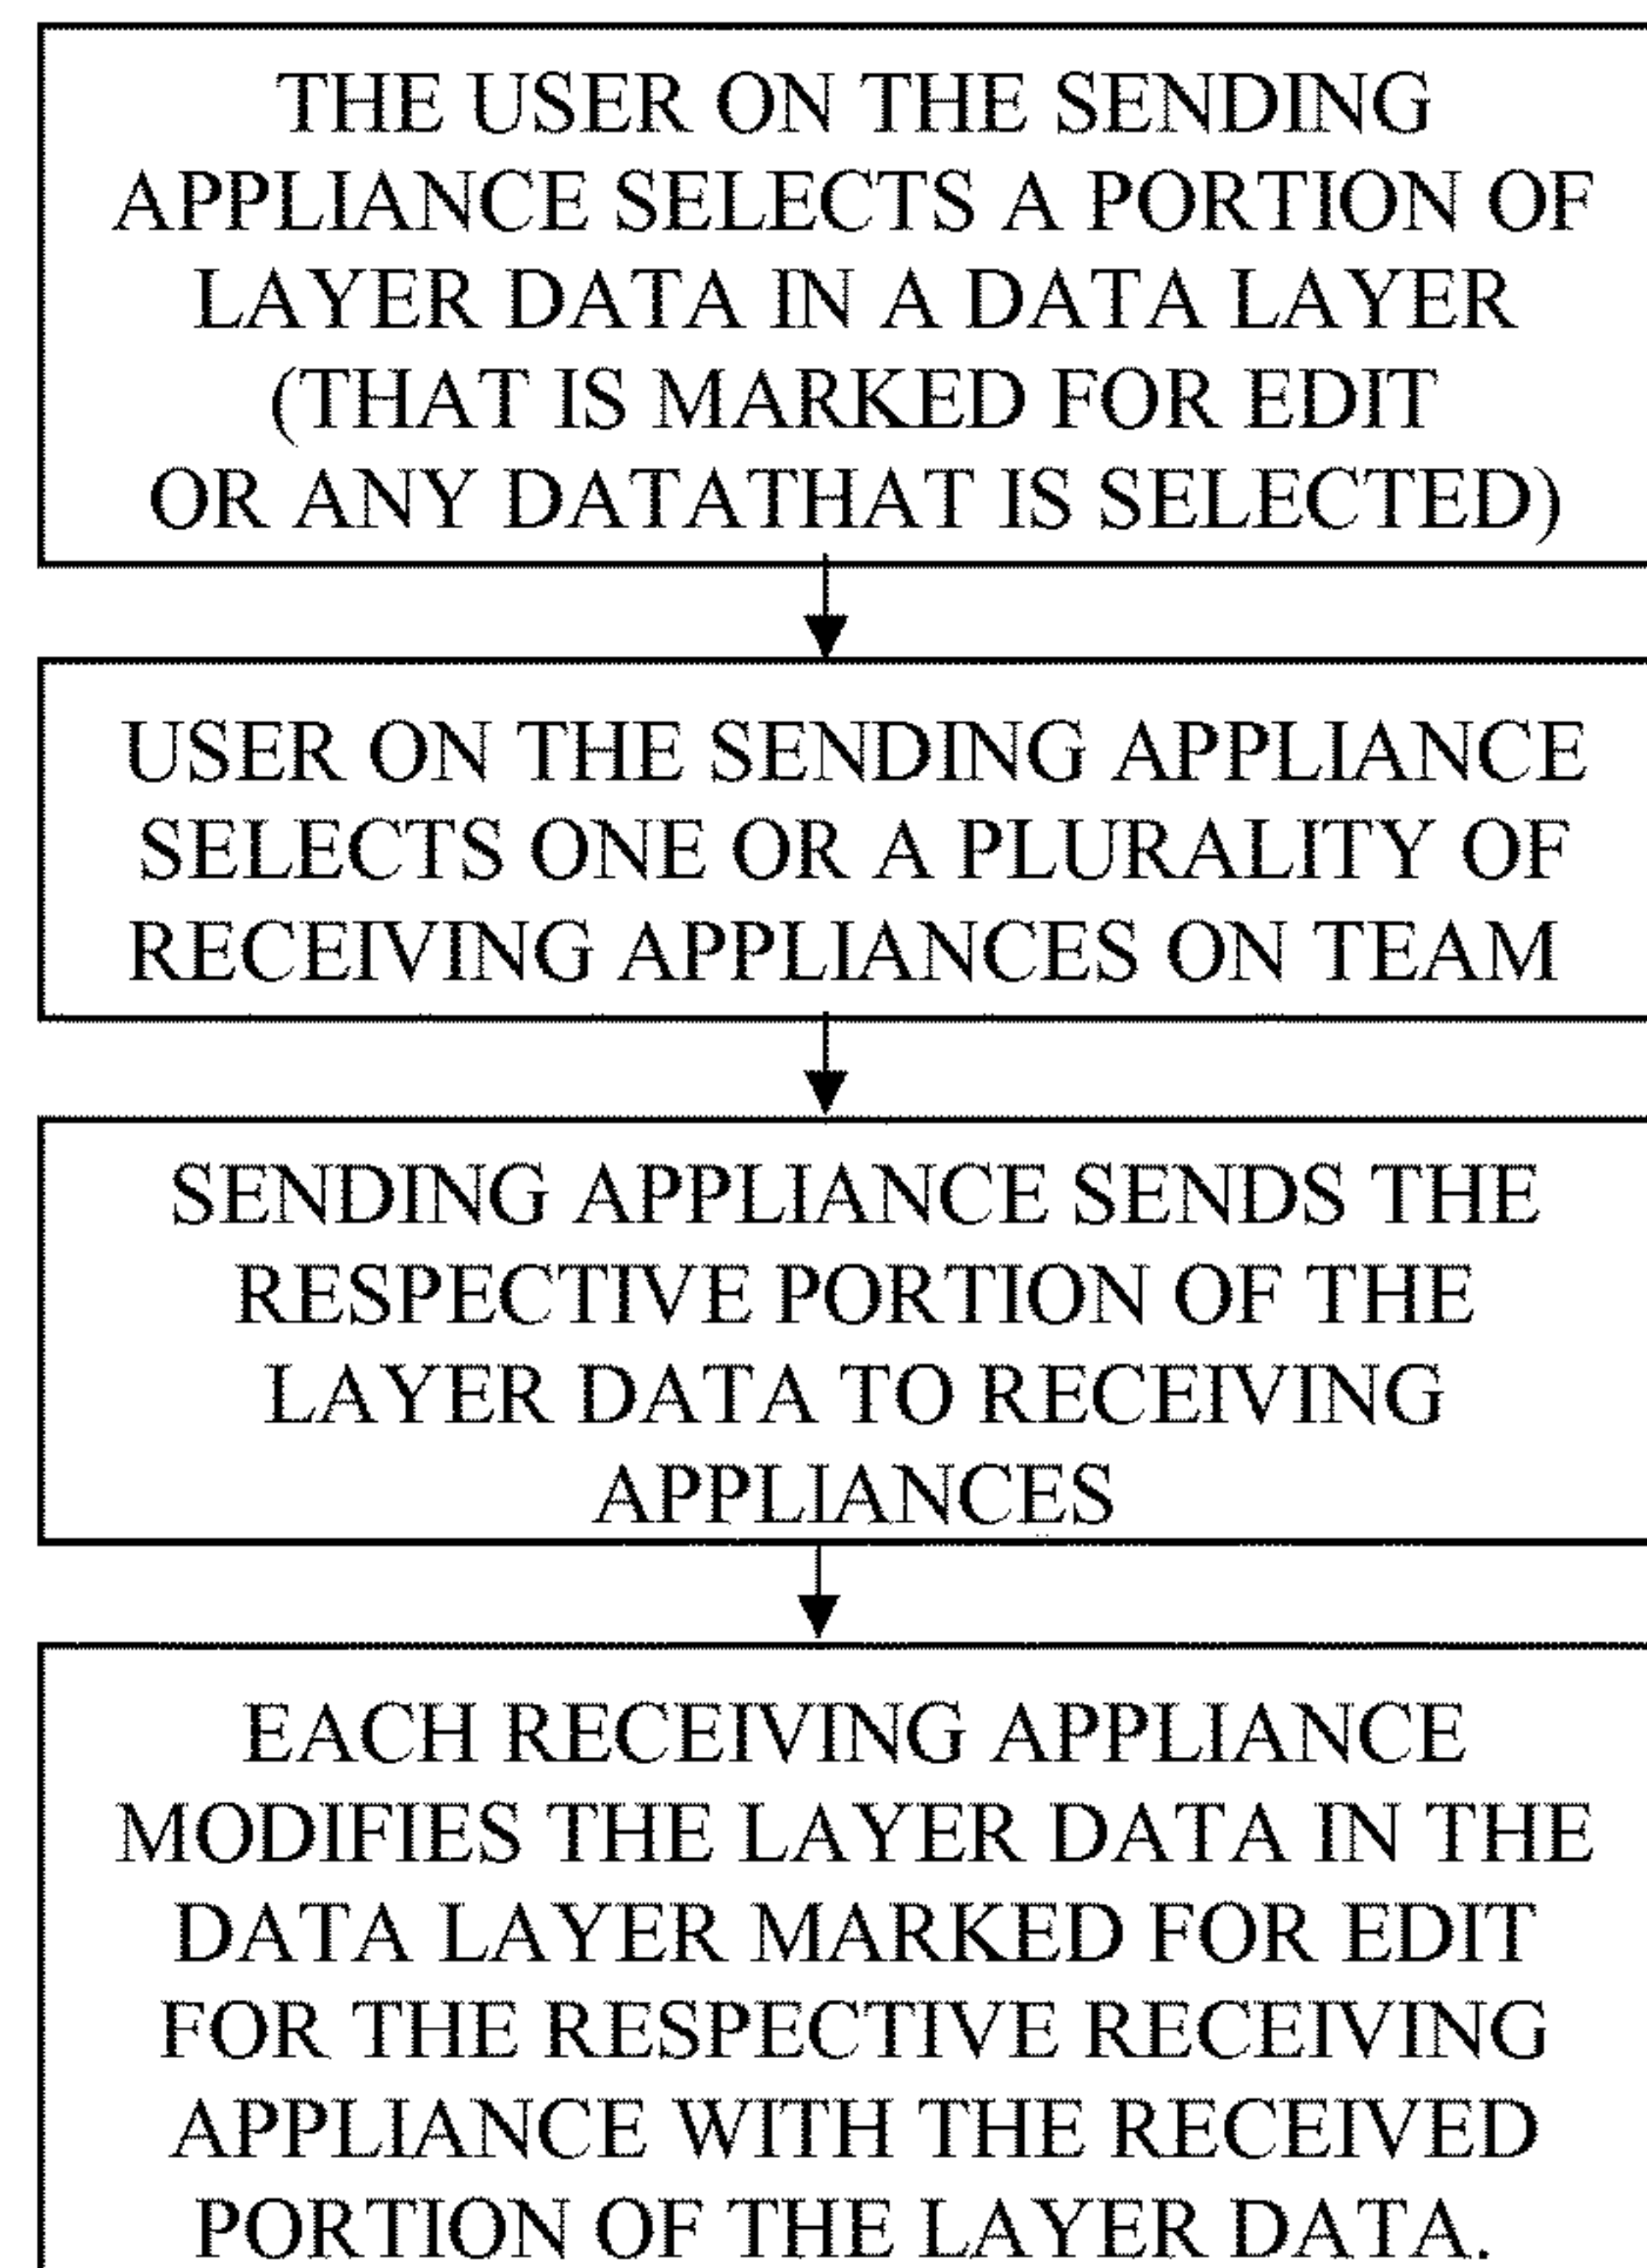 THE USER ON THE SENDING
APPLIANCE SELECTS A PORTION OF
LAYER DATA IN A DATA LAYER
(THAT IS MARKED FOR EDIT
OR ANY DATATHAT IS SELECTED)
USER ON THE SENDING APPLIANCE
SELECTS ONE OR A PLURALITY OF
RECEIVING APPLIANCES ON TEAM
SENDING APPLIANCE SENDS THE
RESPECTIVE PORTION OF THE
LAYER DATA TO RECEIVING
APPLIANCES
EACH RECEIVING APPLIANCE
MODIFIES THE LAYER DATA IN THE
DATA LAYER MARKED FOR EDIT
FOR THE RESPECTIVE RECEIVING
APPLIANCE WITH THE RECEIVED
PORTION OF THE LAYER DATA.